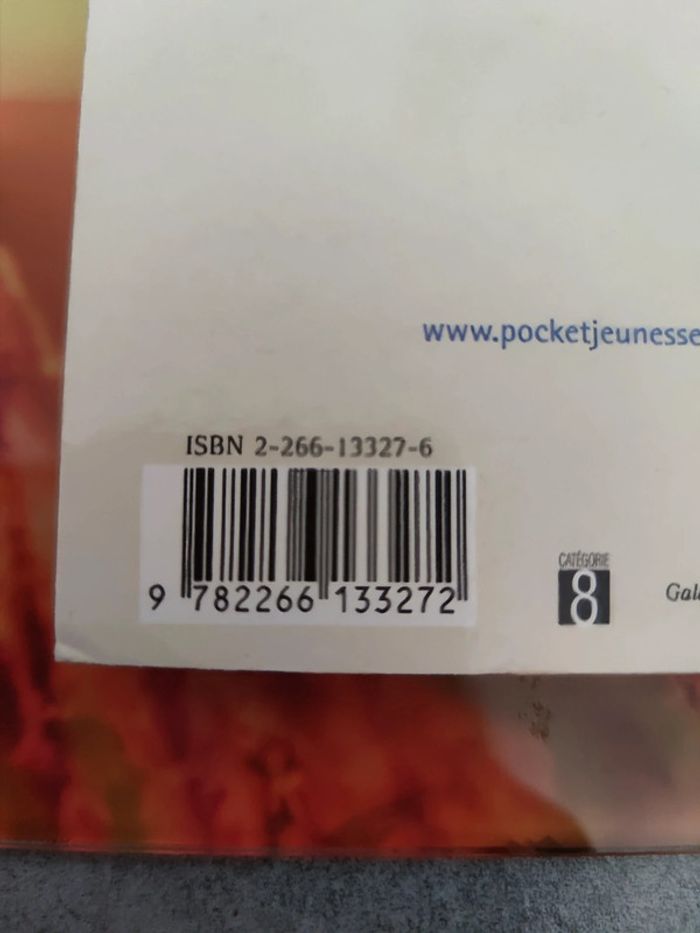 www.pocketjeunesse
ISBN 2-266-13327-6
9 782266 133272
CATÉGORIE
8